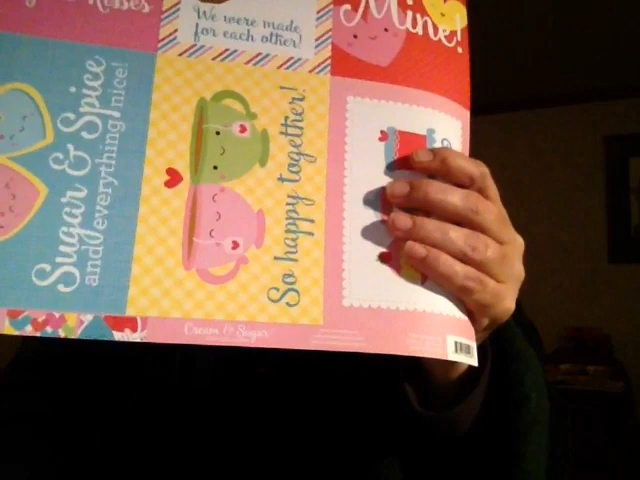 Kisses
We were made
for each other!
Mine!
Sugar & Spice
and everything nice!
So happy together!
Cream & Sugar